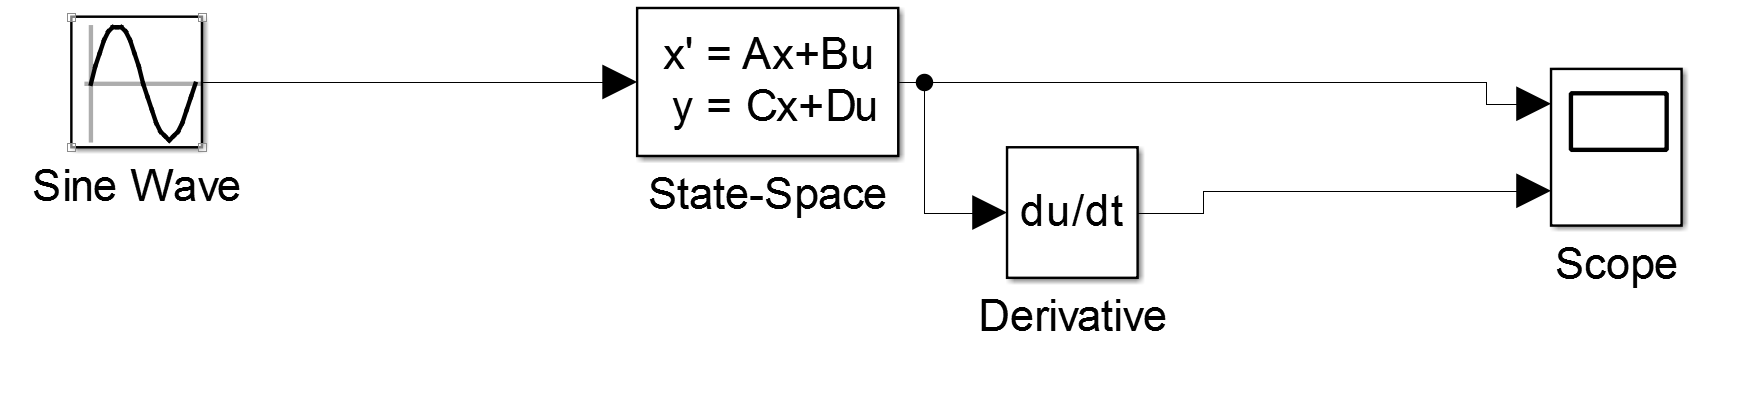 Sine Wave
x' = Ax+Bu
y = Cx+Du
State-Space
du/dt
Derivative
Scope